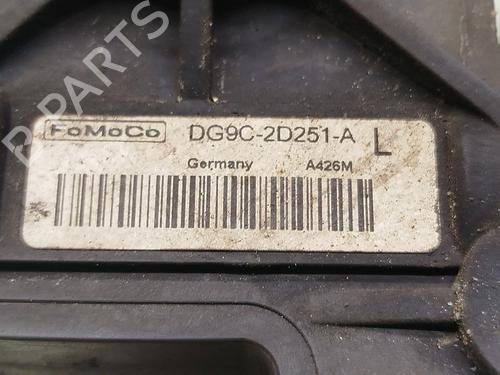 B-PARTS
FoMoCo DG9C-2D251-A L
Germany A426M